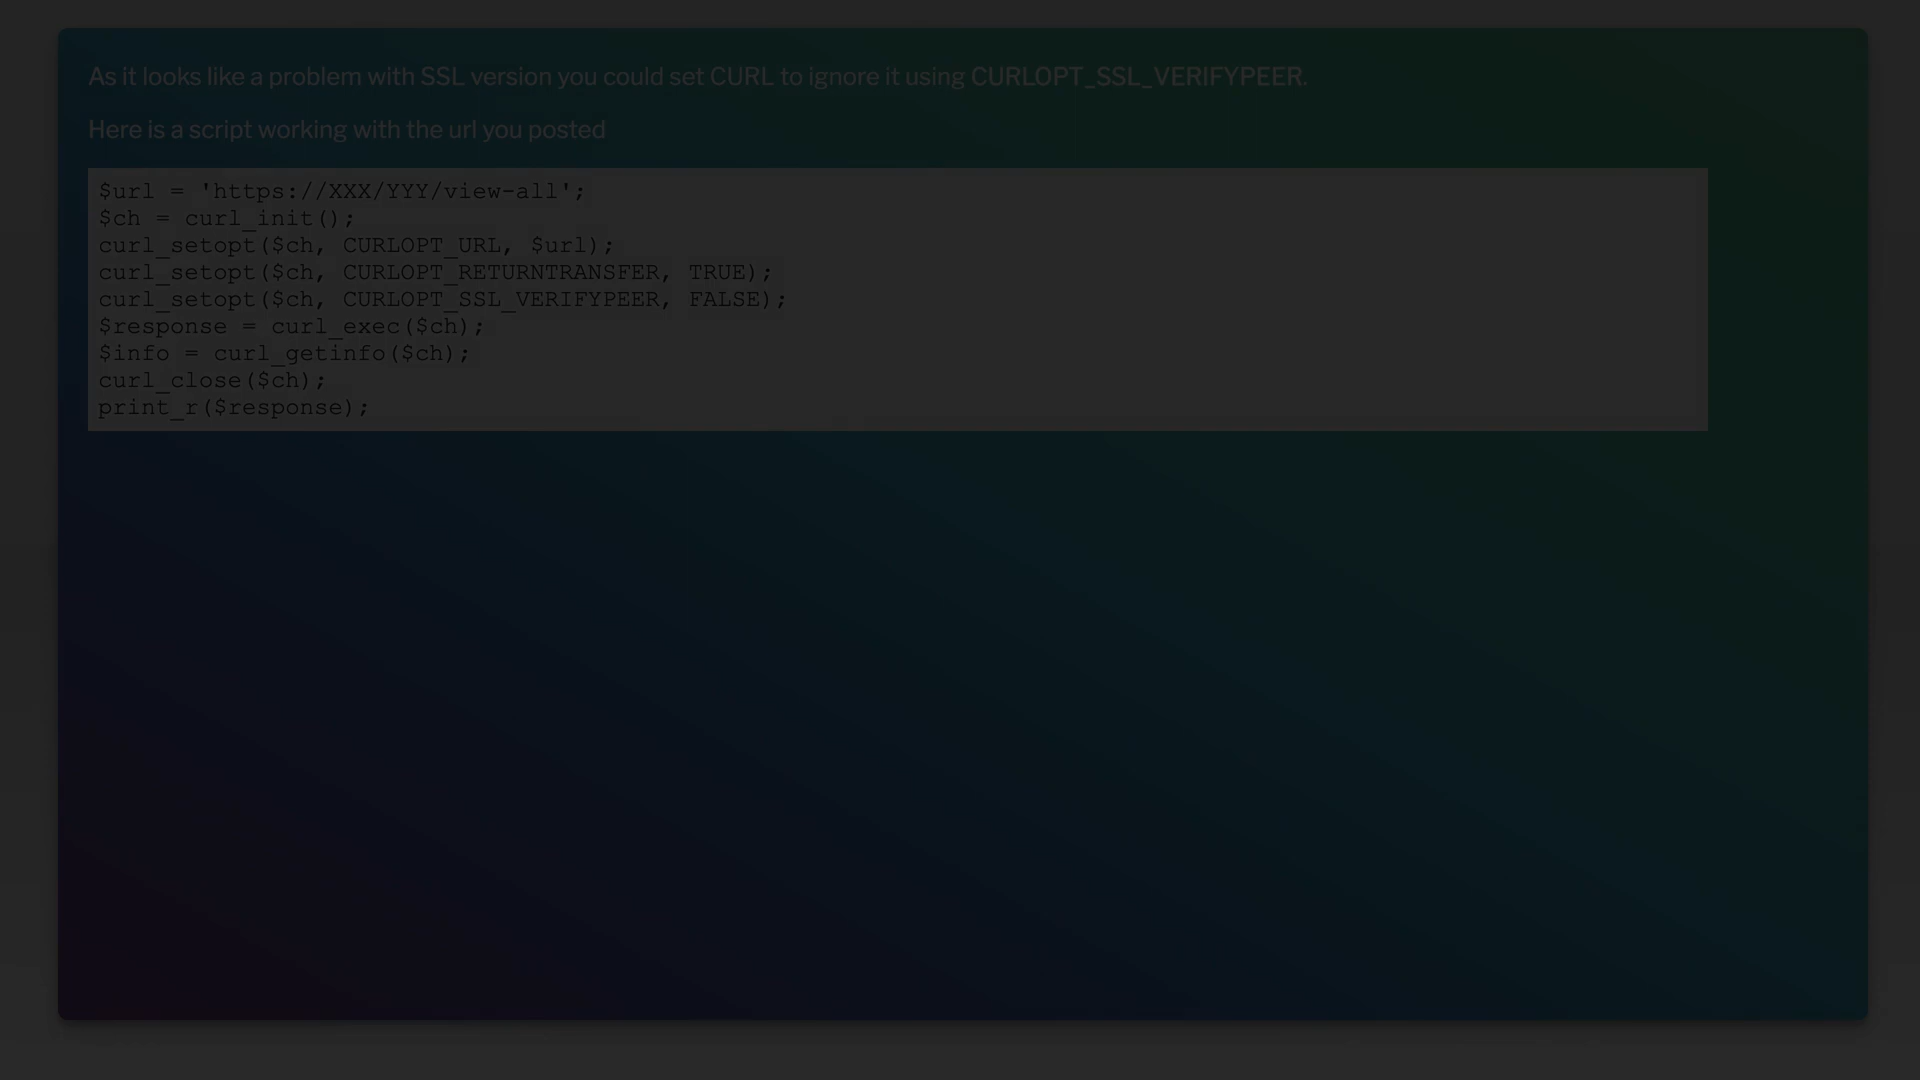 As it looks like a problem with SSL version you could set CURL to ignore it using CURLOPT_SSL_VERIFYPEER.
Here is a script working with the url you posted
$url = 'https://XXX/YYY/view-all';
$ch = curl_init();
curl_setopt($ch, CURLOPT_URL, $url);
curl_setopt($ch, CURLOPT_RETURNTRANSFER, TRUE);
curl_setopt($ch, CURLOPT_SSL_VERIFYPEER, FALSE);
$response = curl_exec($ch);
$info = curl_getinfo($ch);
curl_close($ch);
print_r($response);